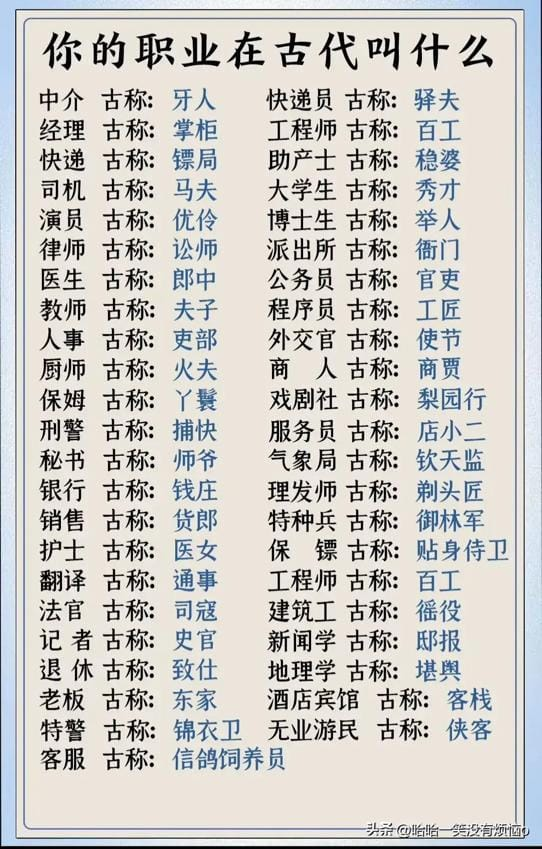 你的职业在古代叫什么
中介 古称: 牙人 快递员 古称: 驿夫
经理 古称: 掌柜 工程师 古称: 百工
快递 古称: 镖局 助产士 古称: 稳婆
司机 古称: 马夫 大学生 古称: 秀才
演员 古称: 优伶 博士生 古称: 举人
律师 古称: 讼师 派出所 古称: 衙门
医生 古称: 郎中 公务员 古称: 官吏
教师 古称: 夫子 程序员 古称: 工匠
人事 古称: 吏部 外交官 古称: 使节
厨师 古称: 火夫 商 人 古称: 商贾
保姆 古称: 丫鬟 戏剧社 古称: 梨园行
刑警 古称: 捕快 服务员 古称: 店小二
秘书 古称: 师爷 气象局 古称: 钦天监
银行 古称: 钱庄 理发师 古称: 剃头匠
销售 古称: 货郎 特种兵 古称: 御林军
护士 古称: 医女 保 镖 古称: 贴身侍卫
翻译 古称: 通事 工程师 古称: 百工
法官 古称: 司寇 建筑工 古称: 徭役
记 者 古称: 史官 新闻学 古称: 邸报
退 休 古称: 致仕 地理学 古称: 堪舆
老板 古称: 东家 酒店宾馆 古称: 客栈
特警 古称: 锦衣卫 无业游民 古称: 侠客
客服 古称: 信鸽饲养员
头条 @哈哈一笑没有烦恼o